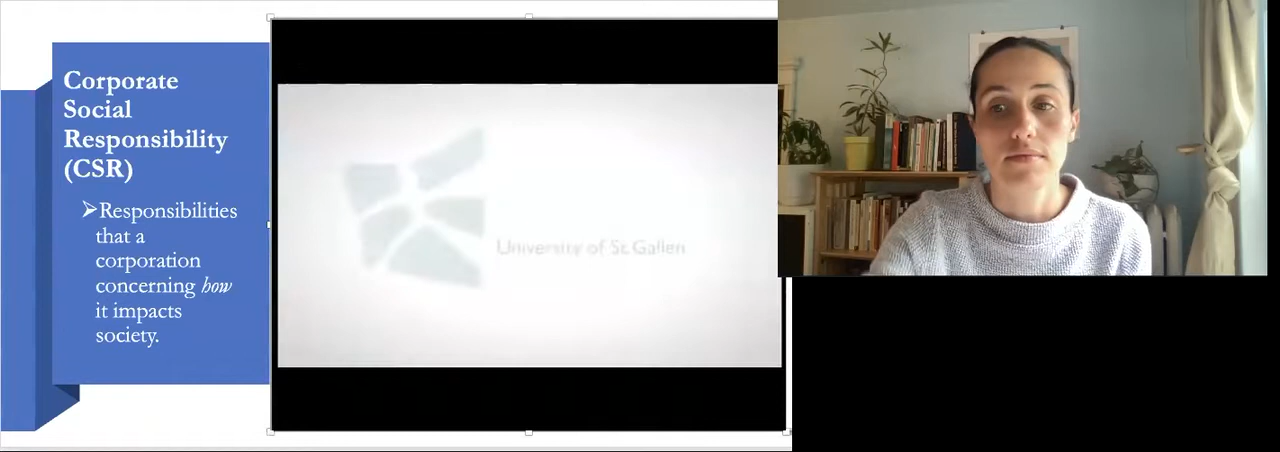 Corporate
Social
Responsibility
(CSR)
➢Responsibilities
that a
corporation
concerning how
it impacts
society.
University of St. Gallen